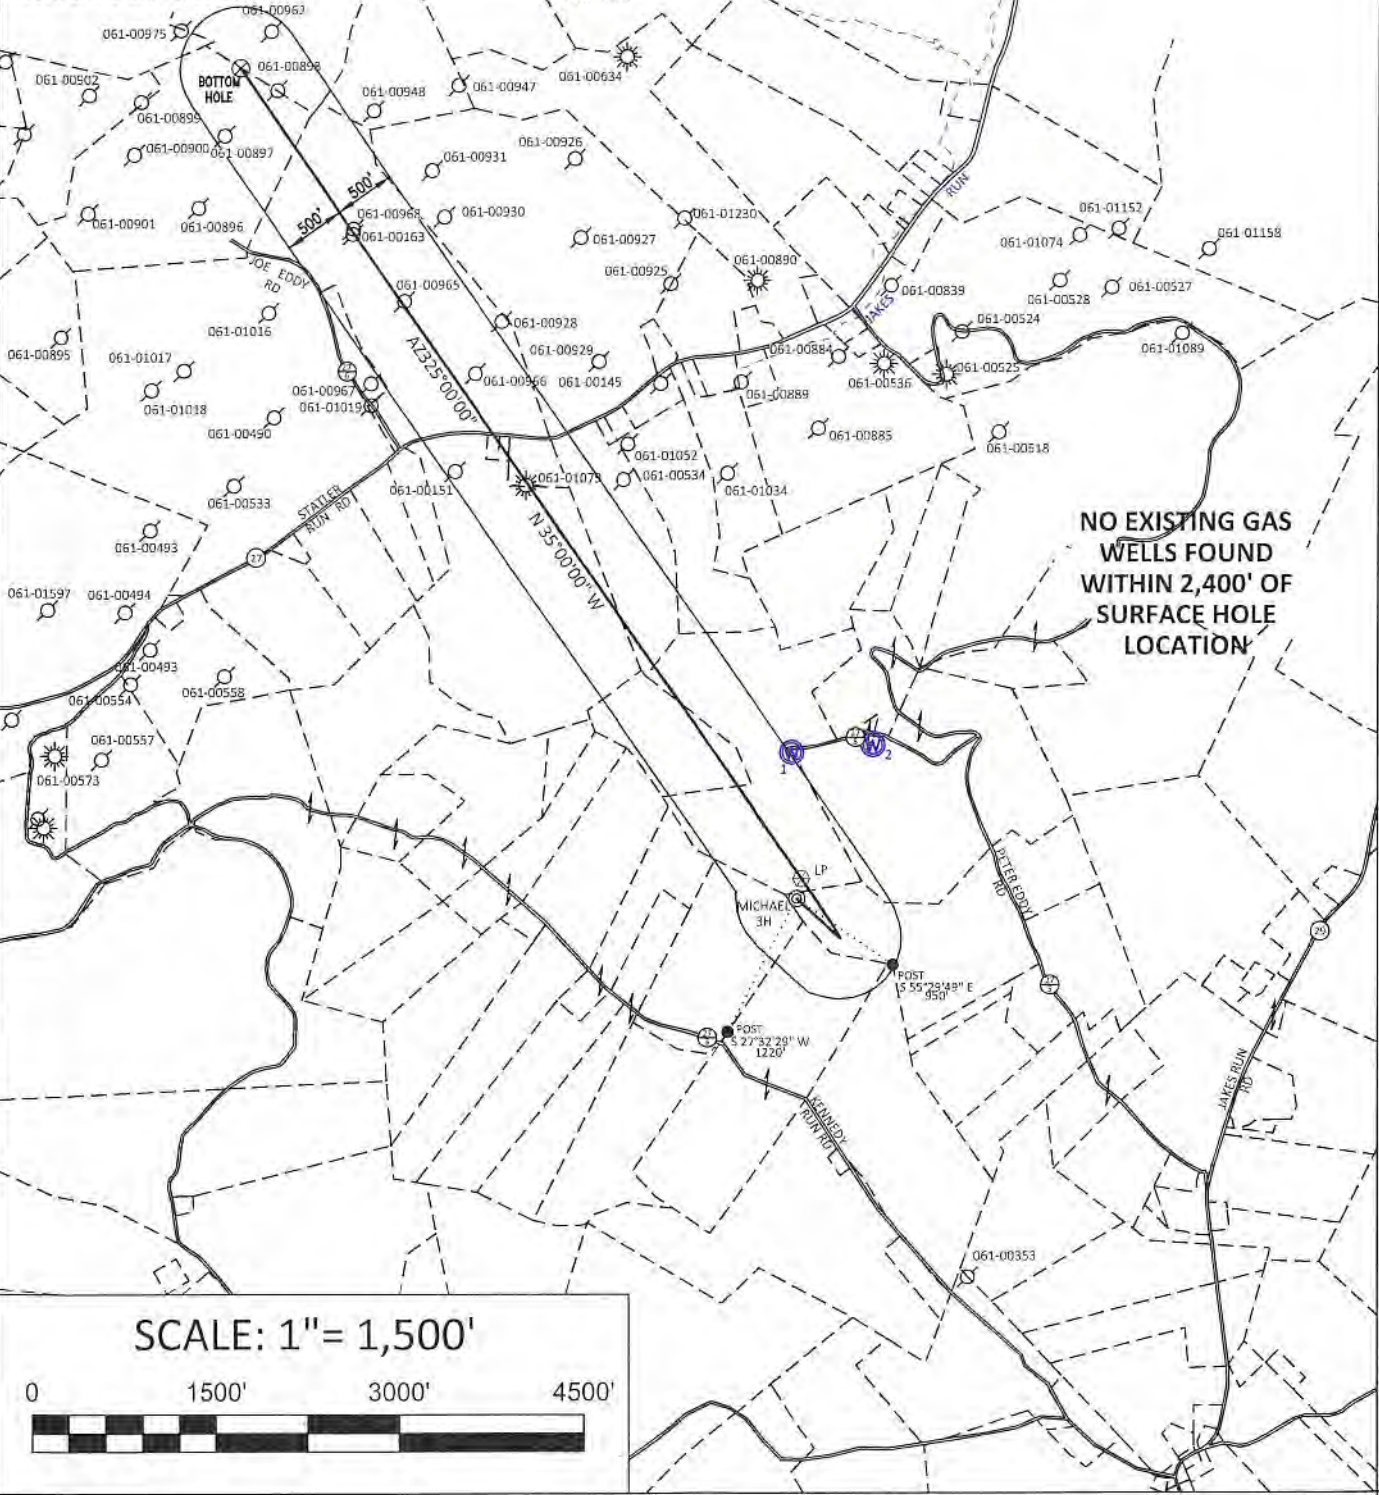 061-00962
061-00975
061-00898
061-00634
061-00902
BOTTOM
HOLE
061-00948
061-00947
061-00899
061-00926
061-00900
061-00897
061-00931
500'
RUN
061-00968
061-00930
061-01230
061-01152
500'
061-00901
061-00896
061-00163
061-00927
061-01074
061-01158
JOE EDDY
RD
061-00925
061-00890
061-00965
061-00839
061-00528
061-00527
JAKES
061-01016
061-00928
061-00524
061-00895
061-01017
061-00929
061-00884
061-01089
AZ325°00'00"
061-00967
061-00966
061-00145
061-00536
061-00525
061-01018
061-01019
061-00889
061-00490
061-00885
061-00518
061-01052
061-00151
061-01079
061-00534
061-01034
STATLER
RUN RD
061-00533
NO EXISTING GAS
WELLS FOUND
WITHIN 2,400' OF
SURFACE HOLE
LOCATION
061-00493
27
N 35°00'00" W
061-01597
061-00494
061-00493
061-00554
061-00558
061-00557
W
W
1
2
061-00573
PETER EDDY
RD
LP
MICHAEL
3H
29
POST
S 55°29'49" E
950'
POST
S 27°32'29" W
1220'
JAKES RUN
RD
KENNEDY
RUN RD
061-00353
SCALE: 1"= 1,500'
0 1500' 3000' 4500'